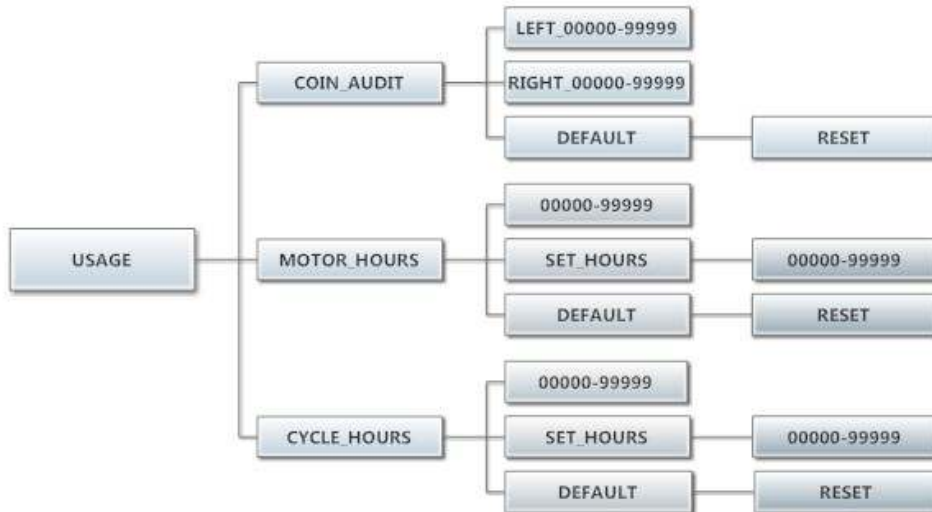 LEFT_00000-99999
COIN_AUDIT
RIGHT_00000-99999
DEFAULT
RESET
00000-99999
USAGE
MOTOR_HOURS
SET_HOURS
00000-99999
DEFAULT
RESET
00000-99999
CYCLE_HOURS
SET_HOURS
00000-99999
DEFAULT
RESET